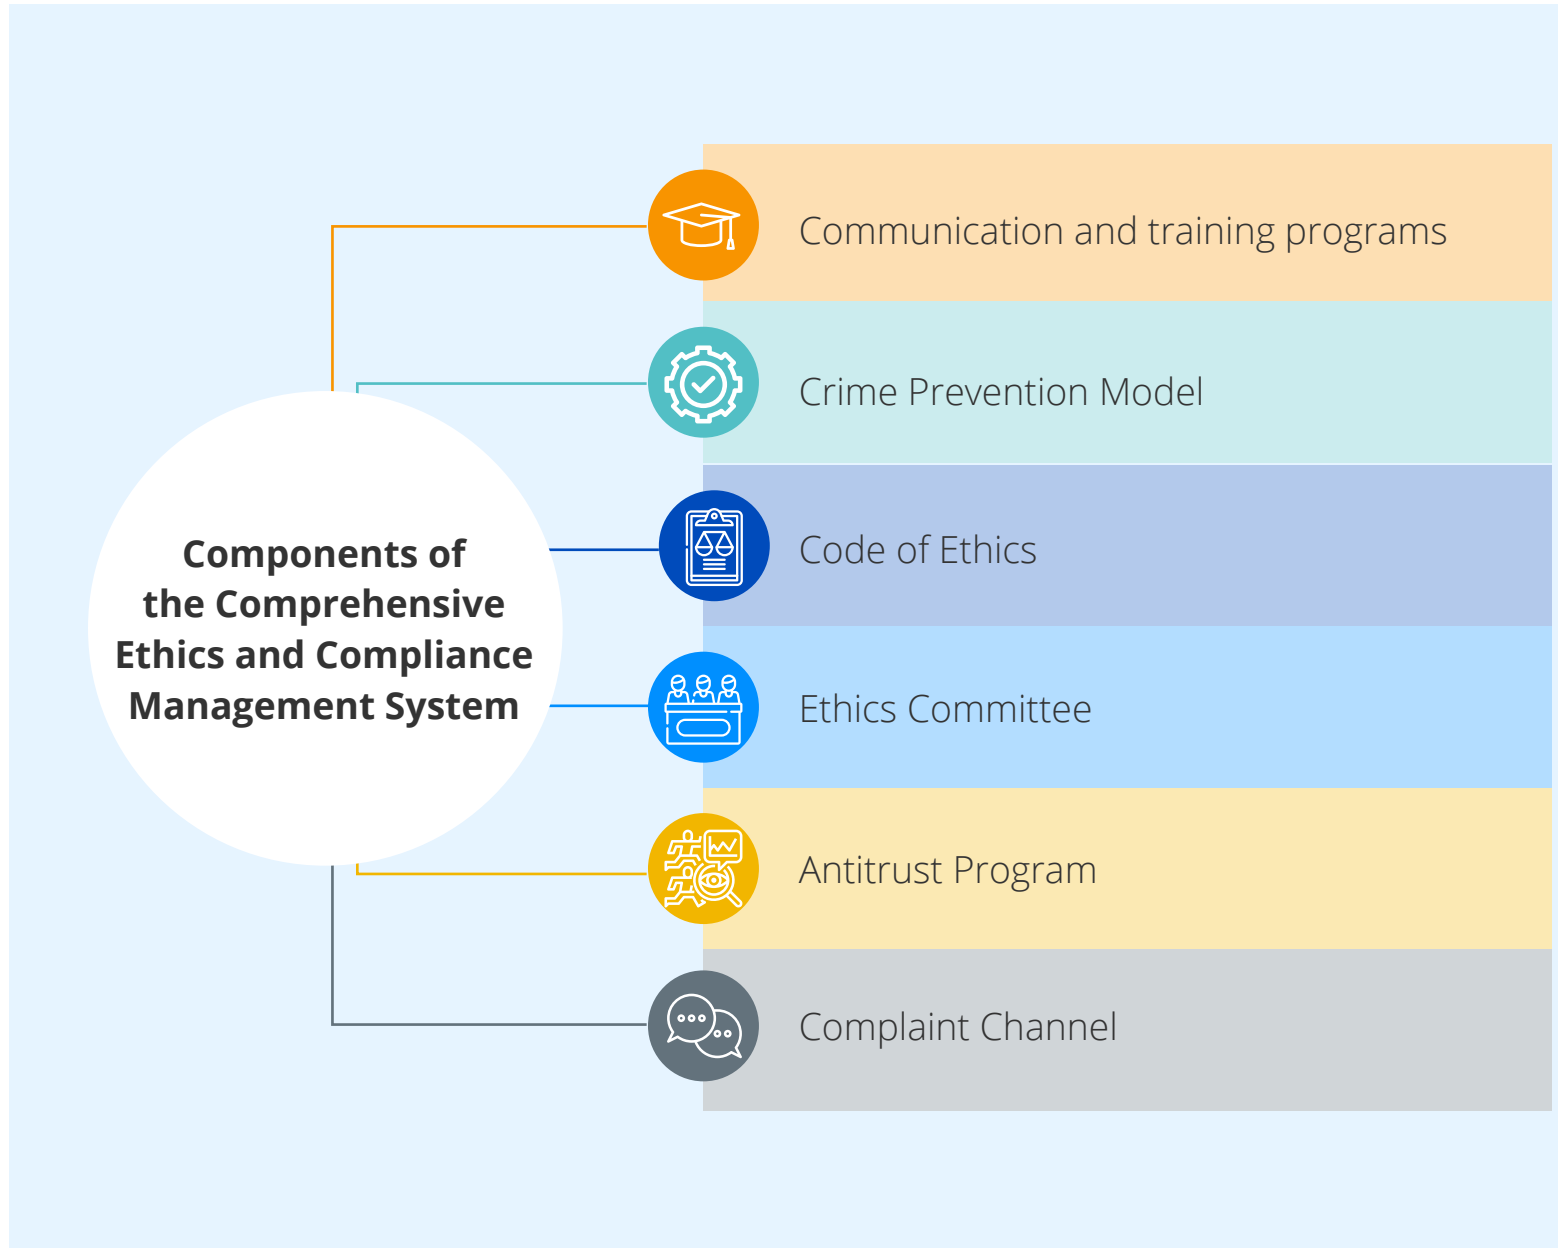 Components of
the Comprehensive
Ethics and Compliance
Management System
Communication and training programs
Crime Prevention Model
Code of Ethics
Ethics Committee
Antitrust Program
Complaint Channel